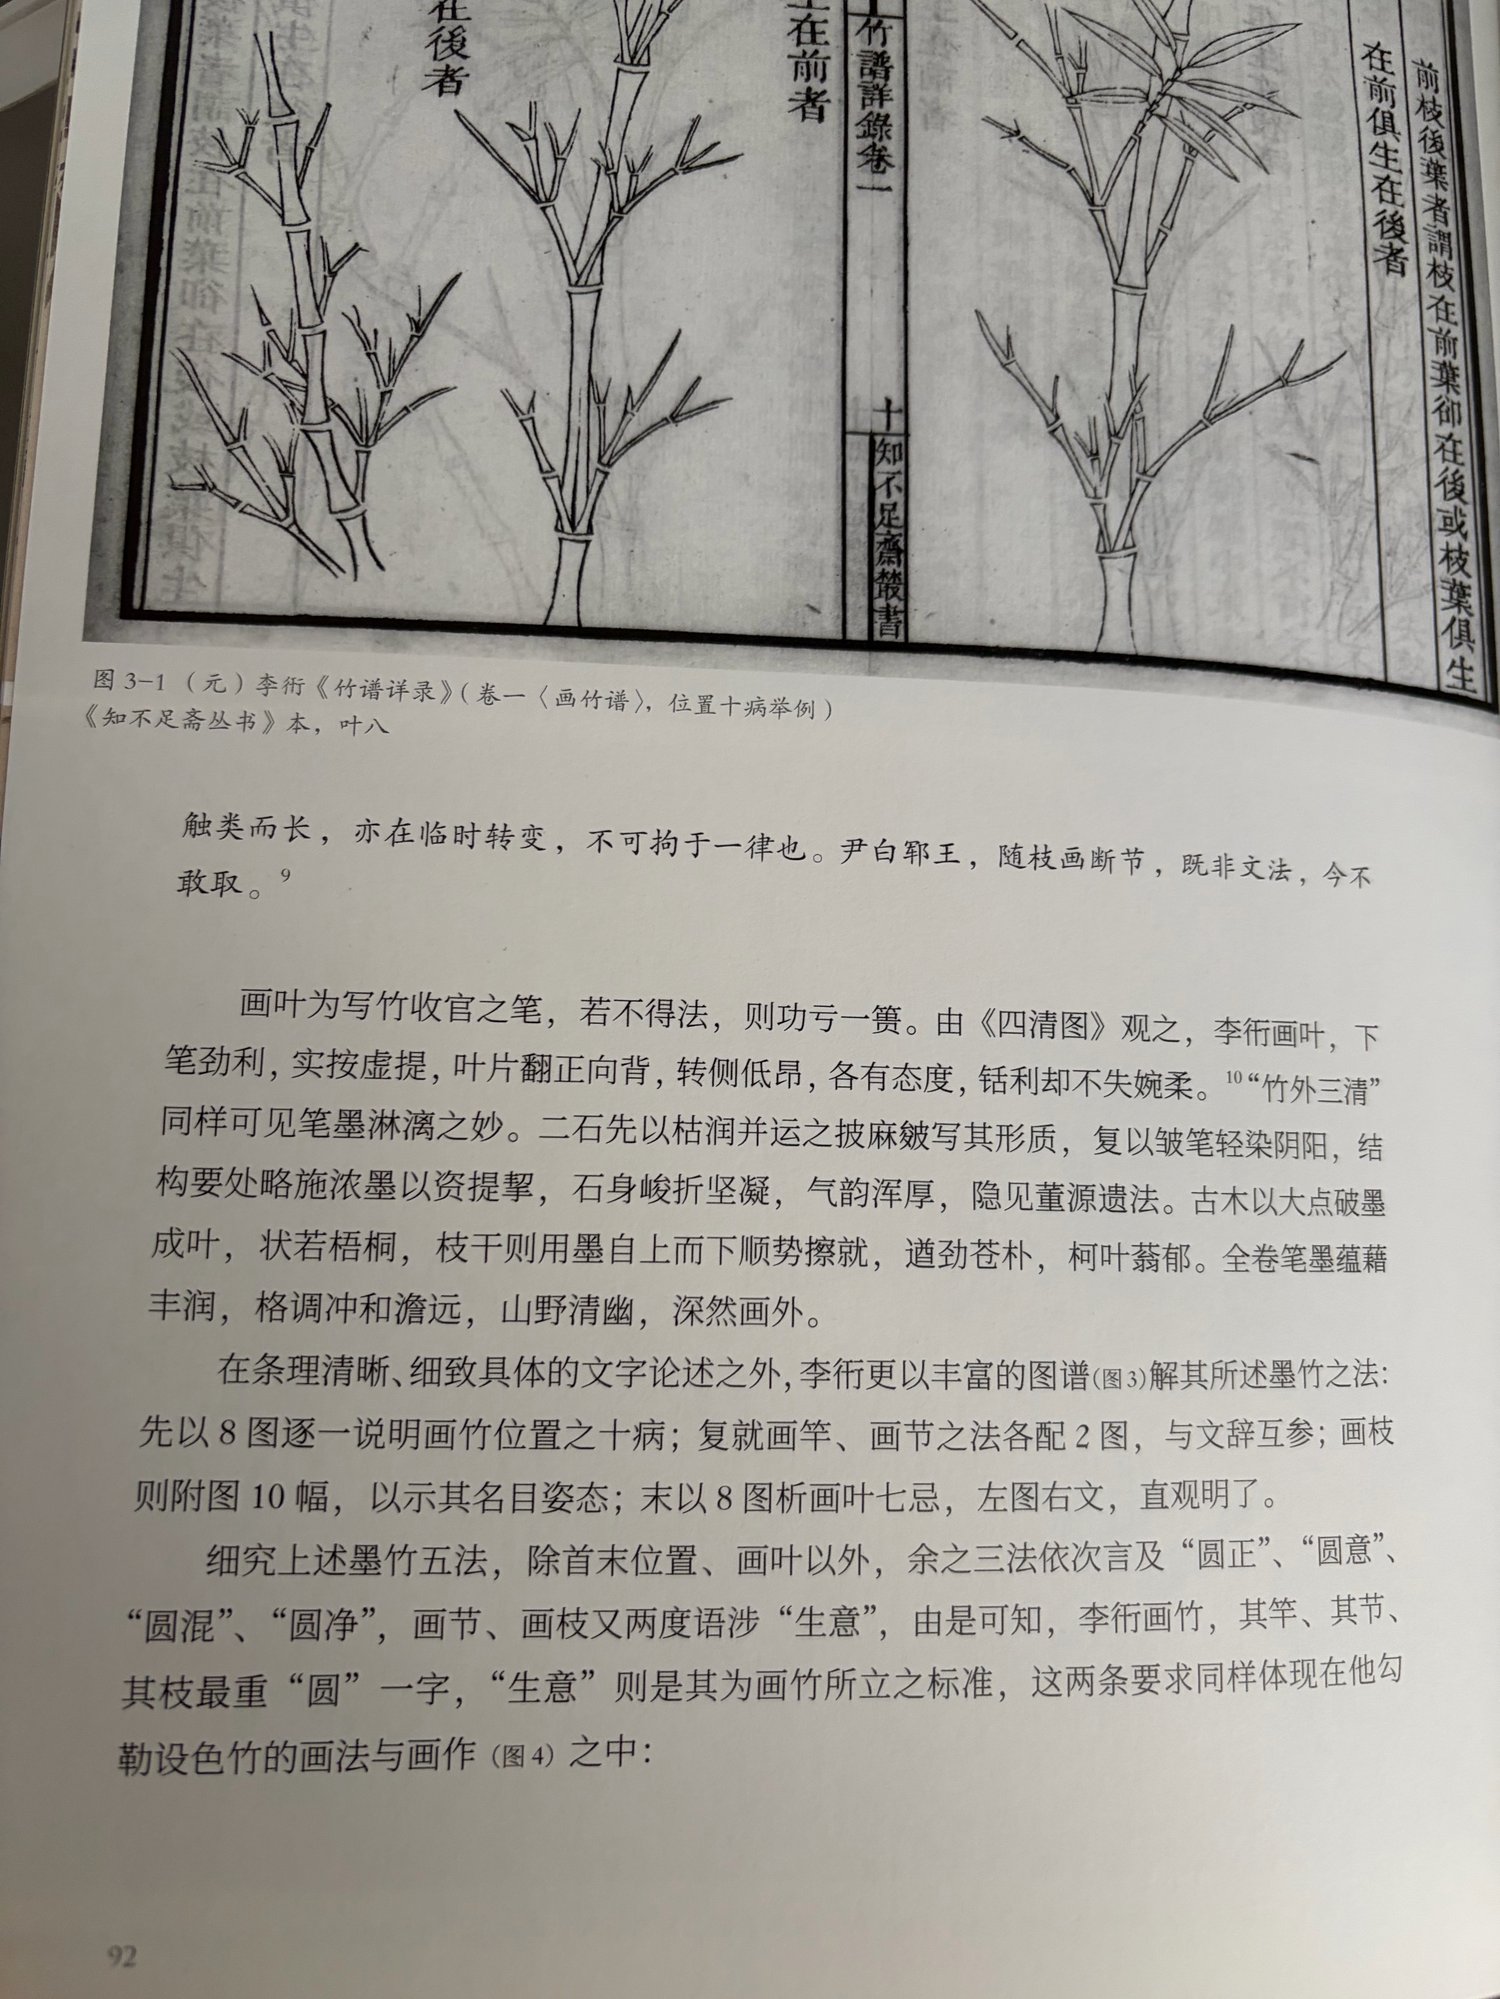 前枝後葉者謂枝在前葉卻在後或枝葉俱生
在前俱生在後者
竹譜詳錄卷一
十
知不足齋叢書
在前者
在後者
图 3-1 （元）李衎《竹谱详录》（卷一〈画竹谱〉，位置十病举例）
《知不足斋丛书》本，叶八
触类而长，亦在临时转变，不可拘于一律也。尹白郓王，随枝画断节，既非文法，今不
敢取。9
画叶为写竹收官之笔，若不得法，则功亏一篑。由《四清图》观之，李衎画叶，下
笔劲利，实按虚提，叶片翻正向背，转侧低昂，各有态度，铦利却不失婉柔。10“竹外三清”
同样可见笔墨淋漓之妙。二石先以枯润并运之披麻皴写其形质，复以皱笔轻染阴阳，结
构要处略施浓墨以资提挈，石身峻折坚凝，气韵浑厚，隐见董源遗法。古木以大点破墨
成叶，状若梧桐，枝干则用墨自上而下顺势擦就，遒劲苍朴，柯叶蓊郁。全卷笔墨蕴藉
丰润，格调冲和澹远，山野清幽，深然画外。
在条理清晰、细致具体的文字论述之外，李衎更以丰富的图谱（图3）解其所述墨竹之法：
先以 8 图逐一说明画竹位置之十病；复就画竿、画节之法各配 2 图，与文辞互参；画枝
则附图 10 幅，以示其名目姿态；末以 8 图析画叶七忌，左图右文，直观明了。
细究上述墨竹五法，除首末位置、画叶以外，余之三法依次言及“圆正”、“圆意”、
“圆混”、“圆净”，画节、画枝又两度语涉“生意”，由是可知，李衎画竹，其竿、其节、
其枝最重“圆”一字，“生意”则是其为画竹所立之标准，这两条要求同样体现在他勾
勒设色竹的画法与画作（图4）之中：
92